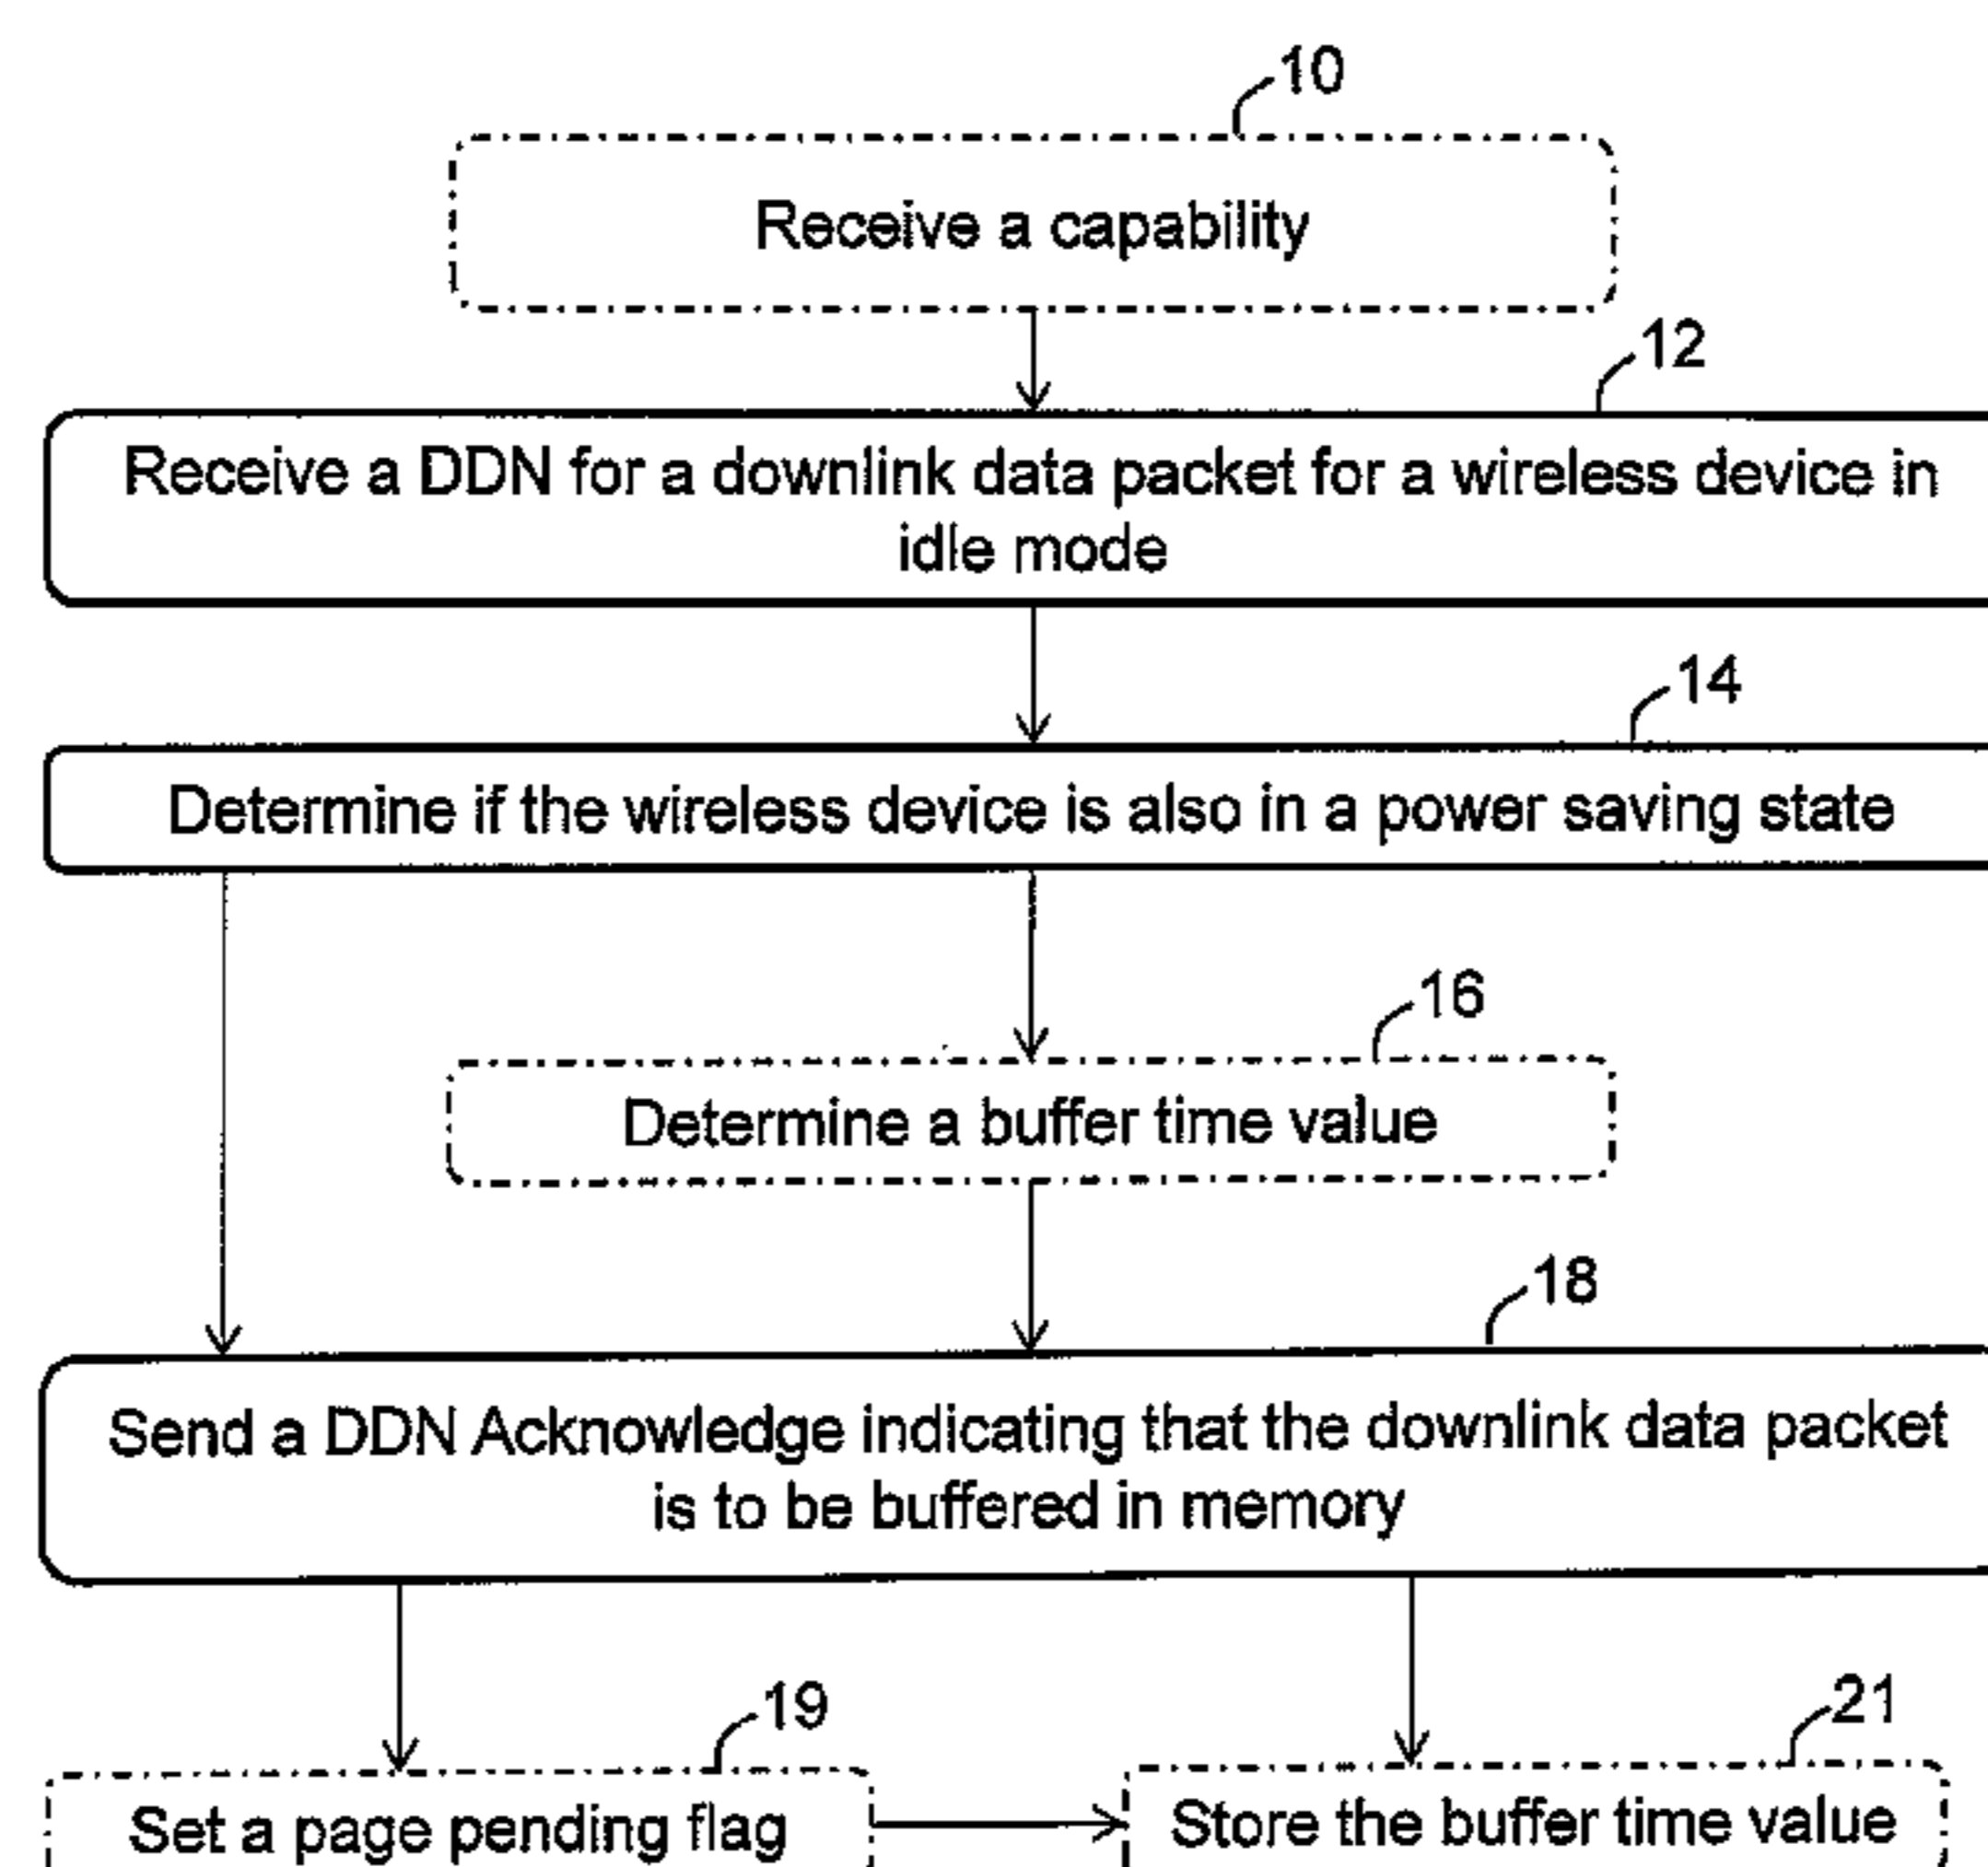 10
Receive a capability
12
Receive a DDN for a downlink data packet for a wireless device in
idle mode
14
Determine if the wireless device is also in a power saving state
16
Determine a buffer time value
18
Send a DDN Acknowledge indicating that the downlink data packet
is to be buffered in memory
19
21
Set a page pending flag
Store the buffer time value